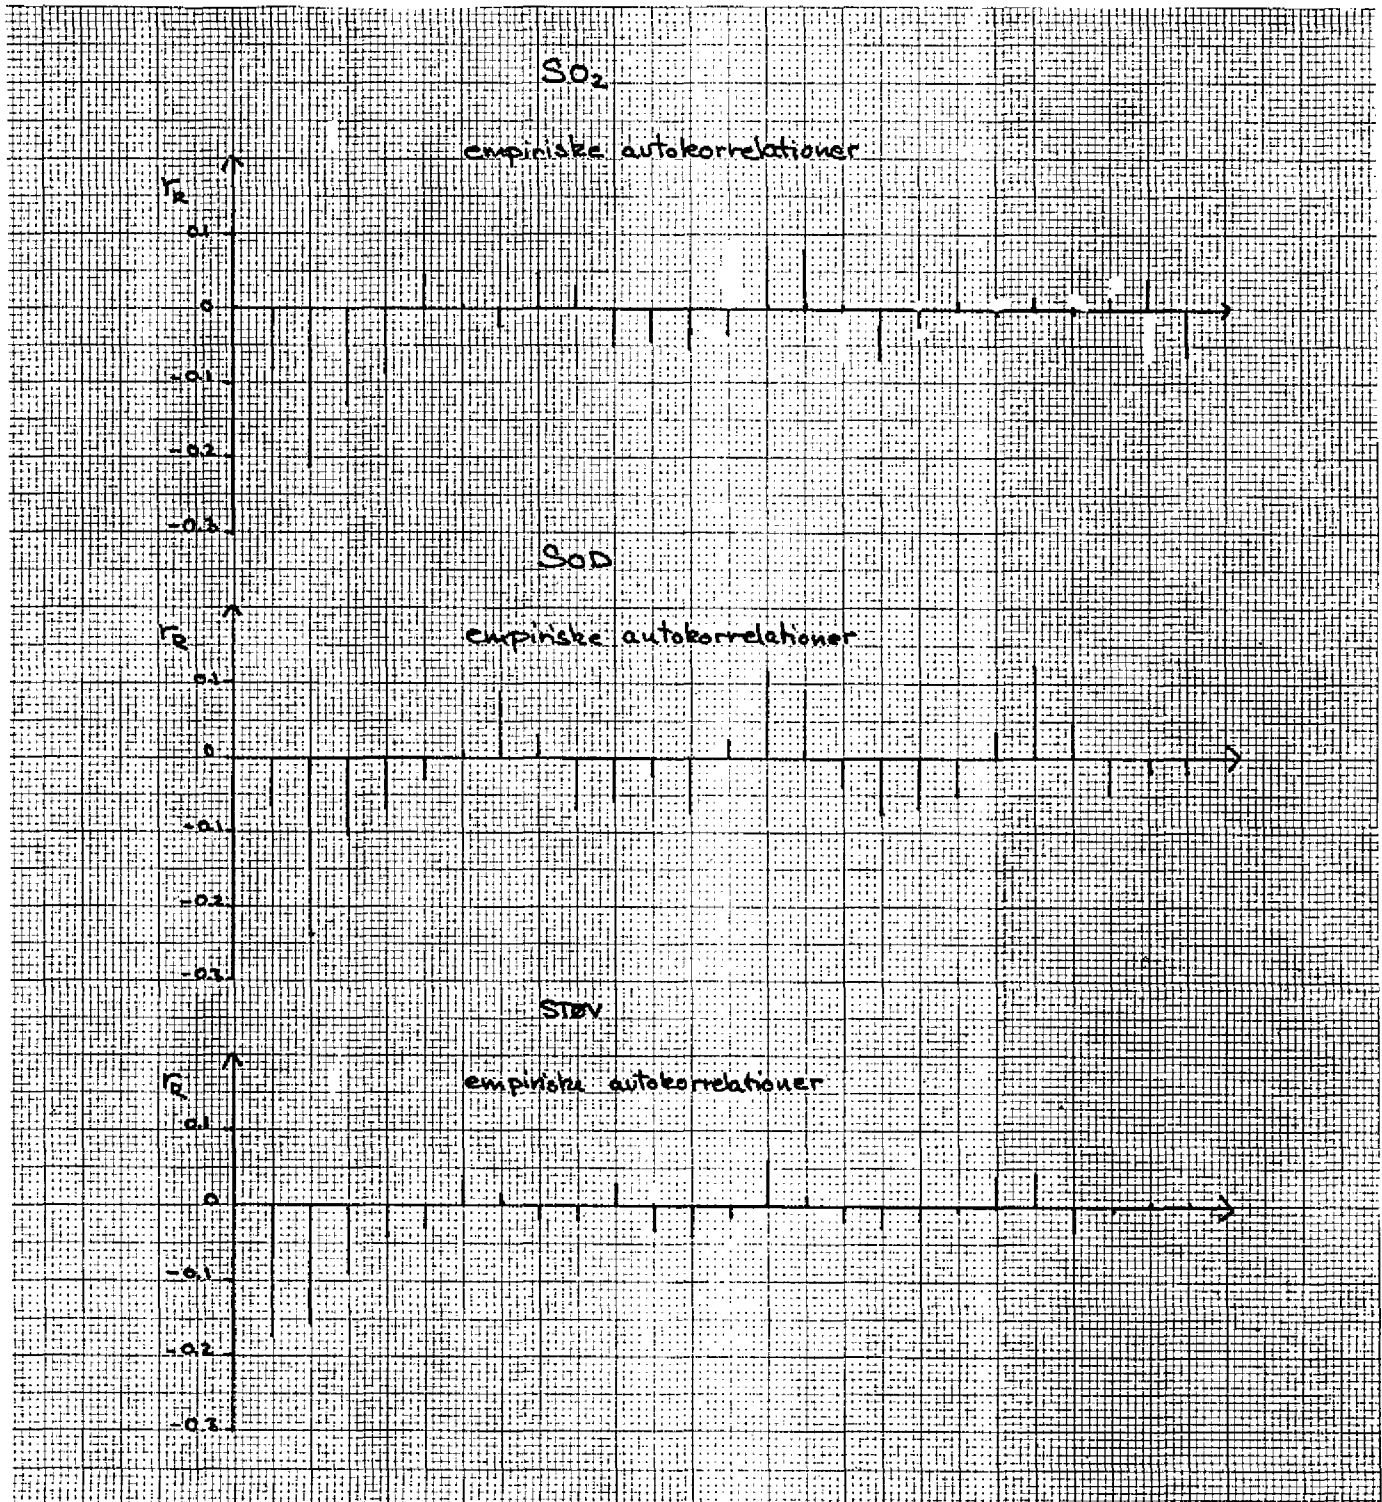 SO₂
empiriske autokorrelationer
r_k
0.1
0
-0.1
-0.2
-0.3
SOD
empiriske autokorrelationer
r_k
0.1
0
-0.1
-0.2
-0.3
STØV
empiriske autokorrelationer
r_k
0.1
0
-0.1
-0.2
-0.3